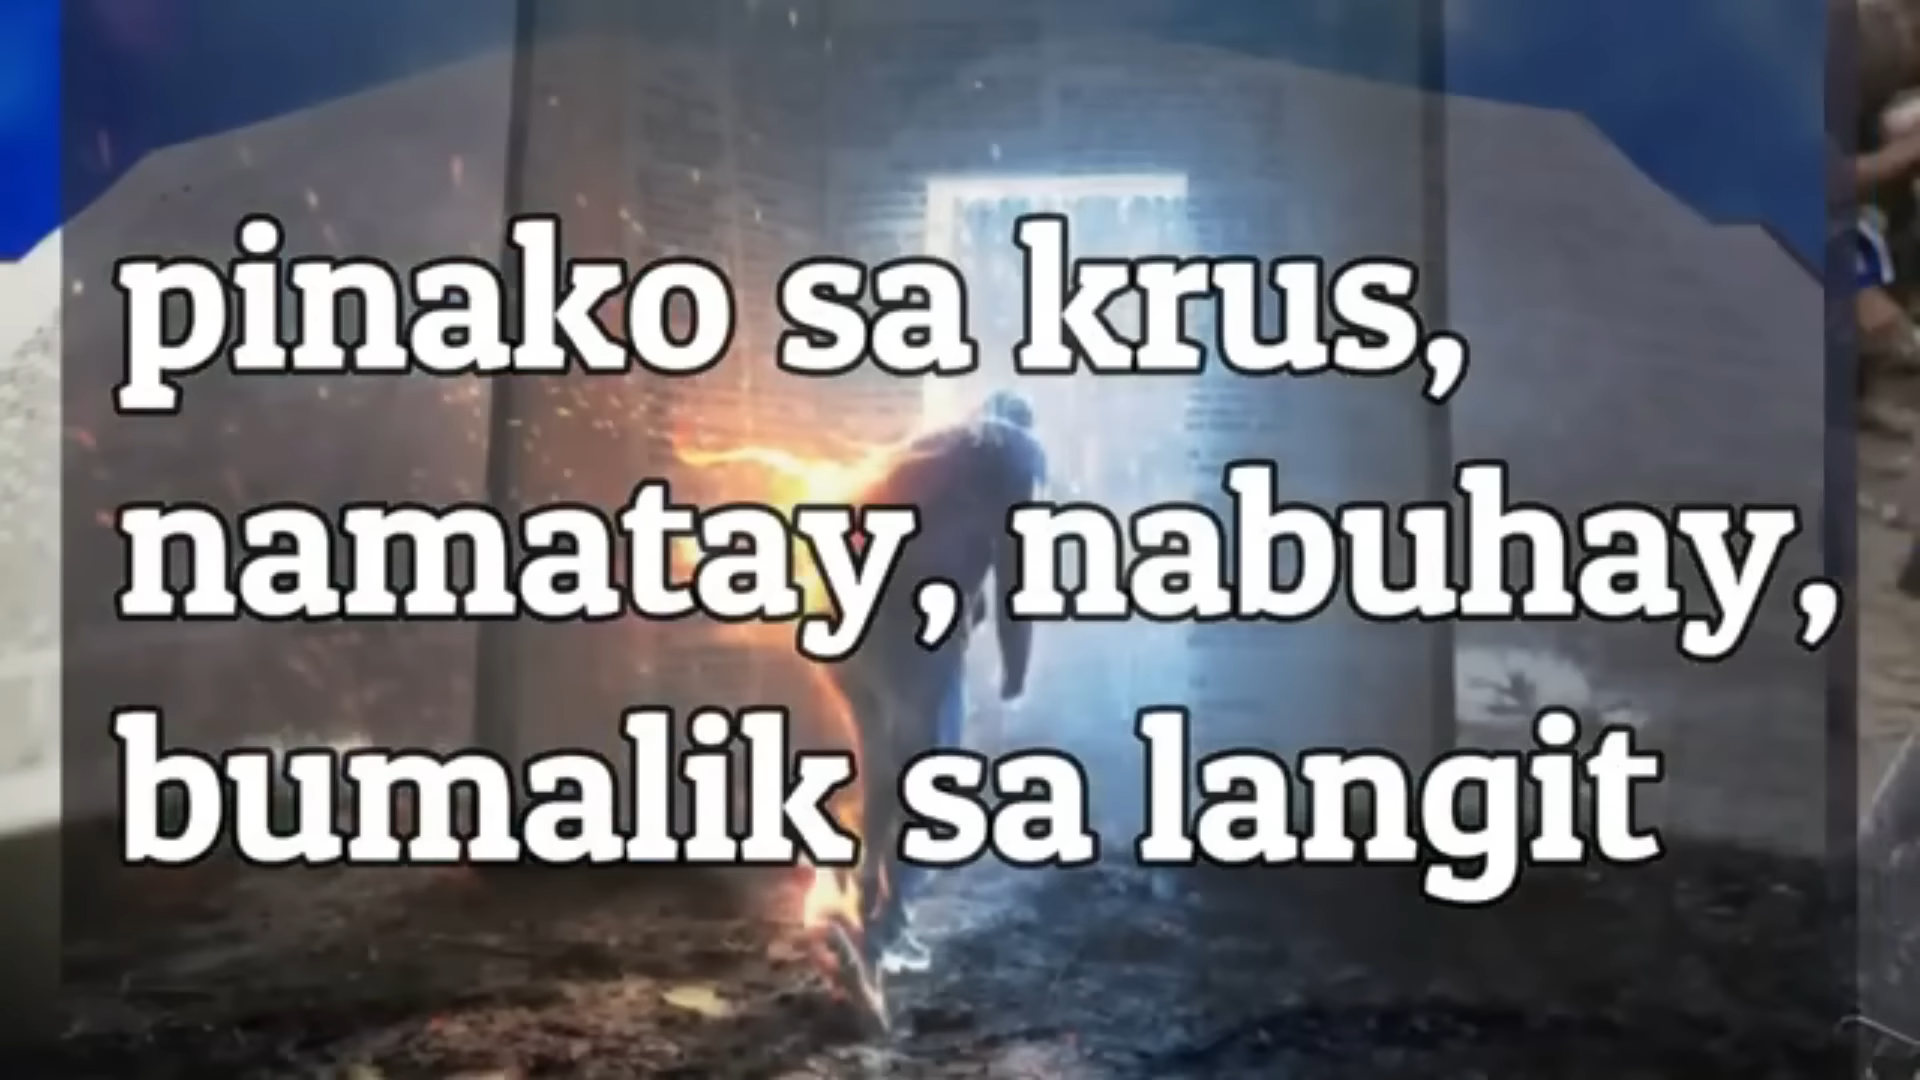 pinako sa krus,
namatay, nabuhay,
bumalik sa langit